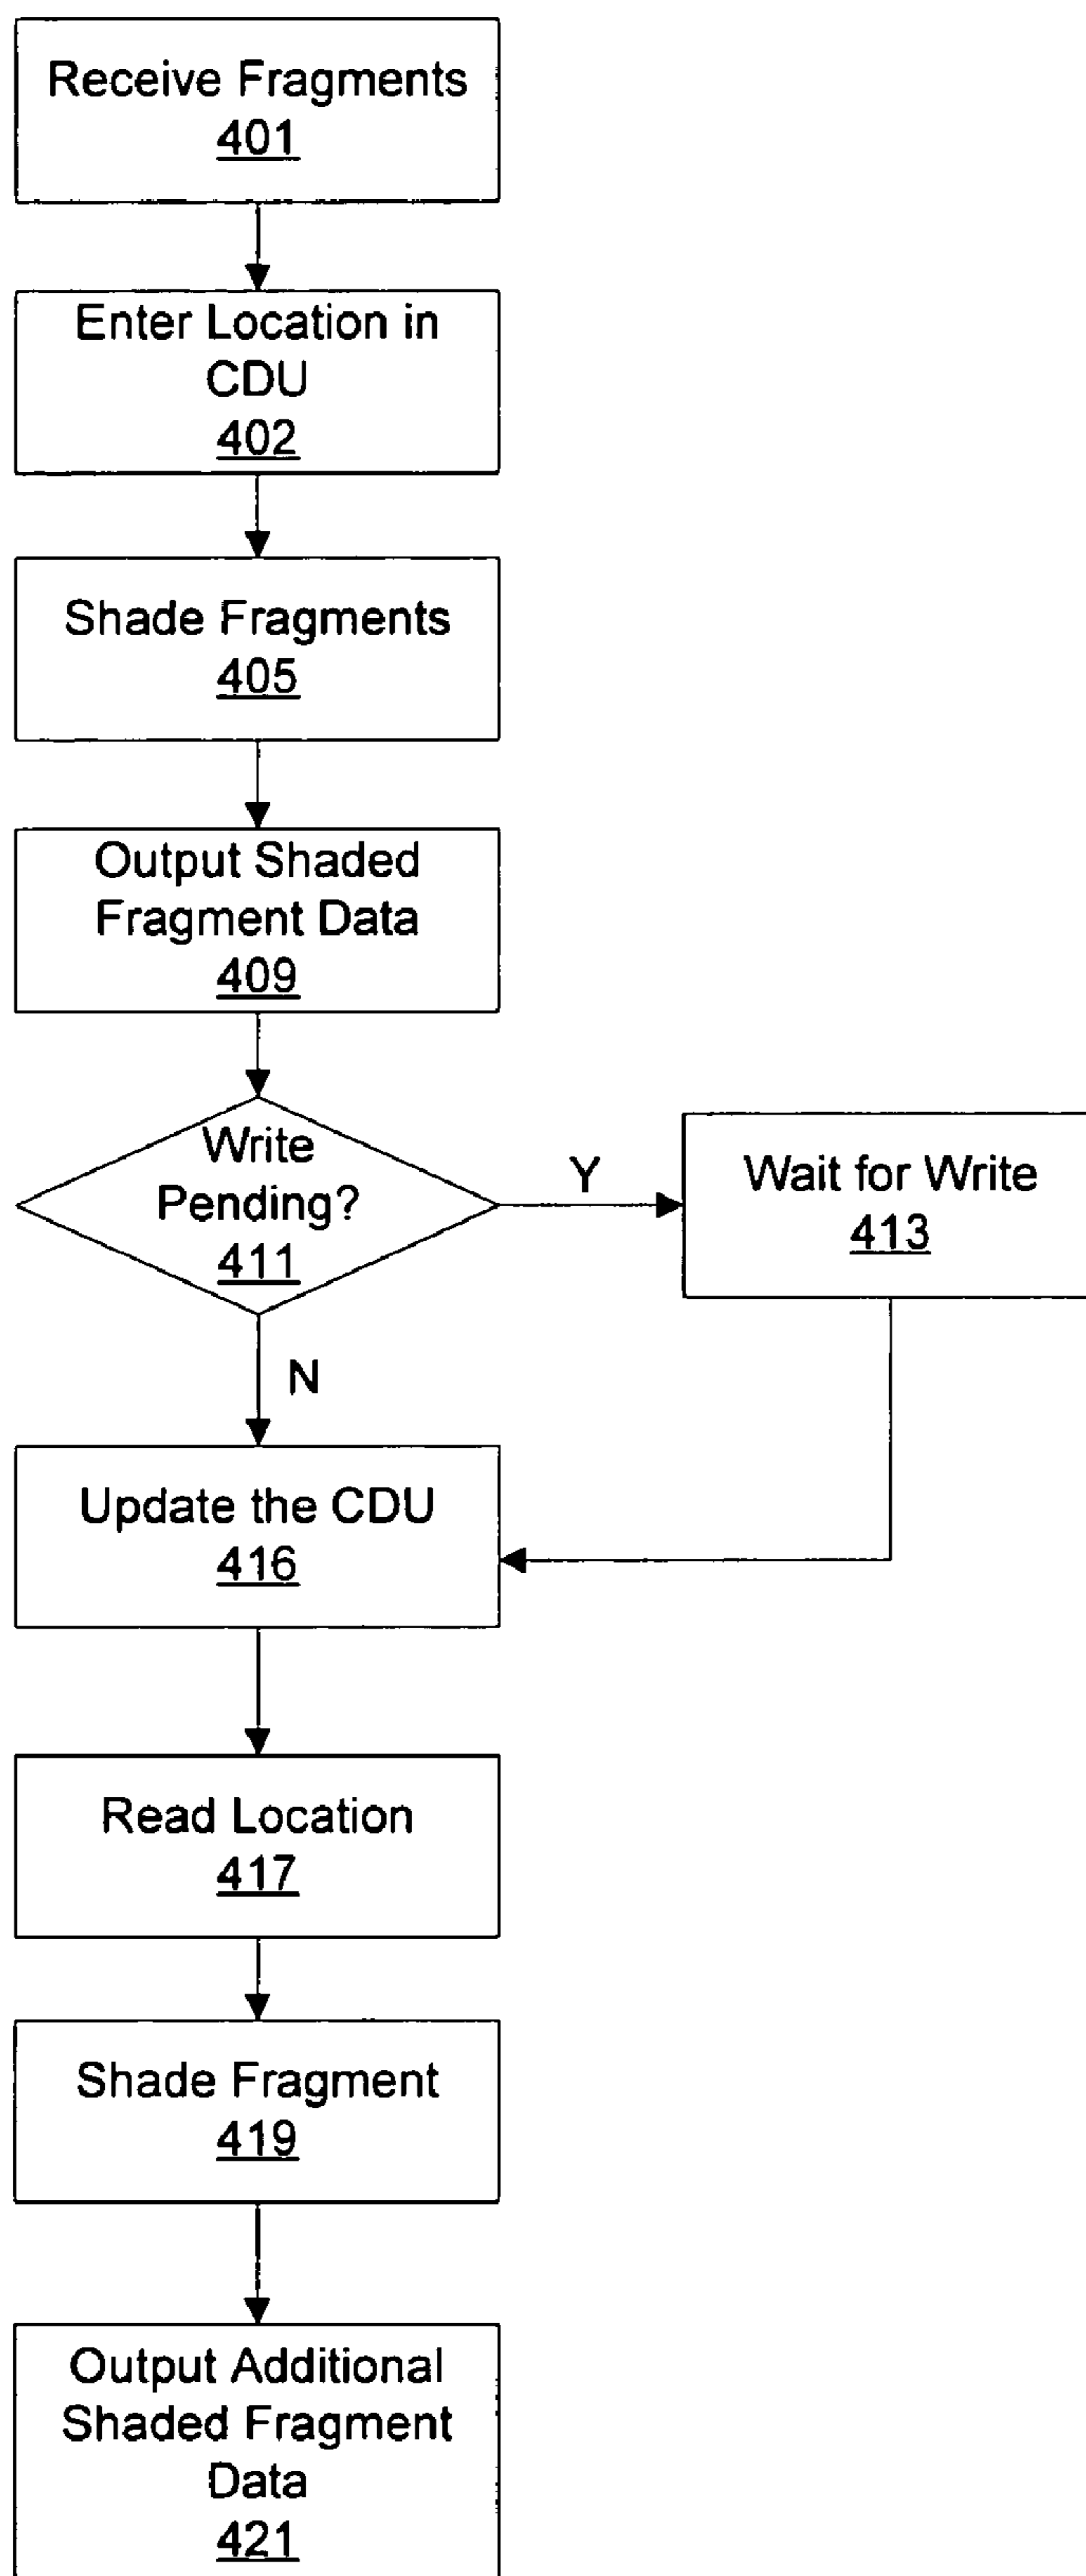 Receive Fragments
401
Enter Location in
CDU
402
Shade Fragments
405
Output Shaded
Fragment Data
409
Write
Pending?
411
Y
Wait for Write
413
N
Update the CDU
416
Read Location
417
Shade Fragment
419
Output Additional
Shaded Fragment
Data
421